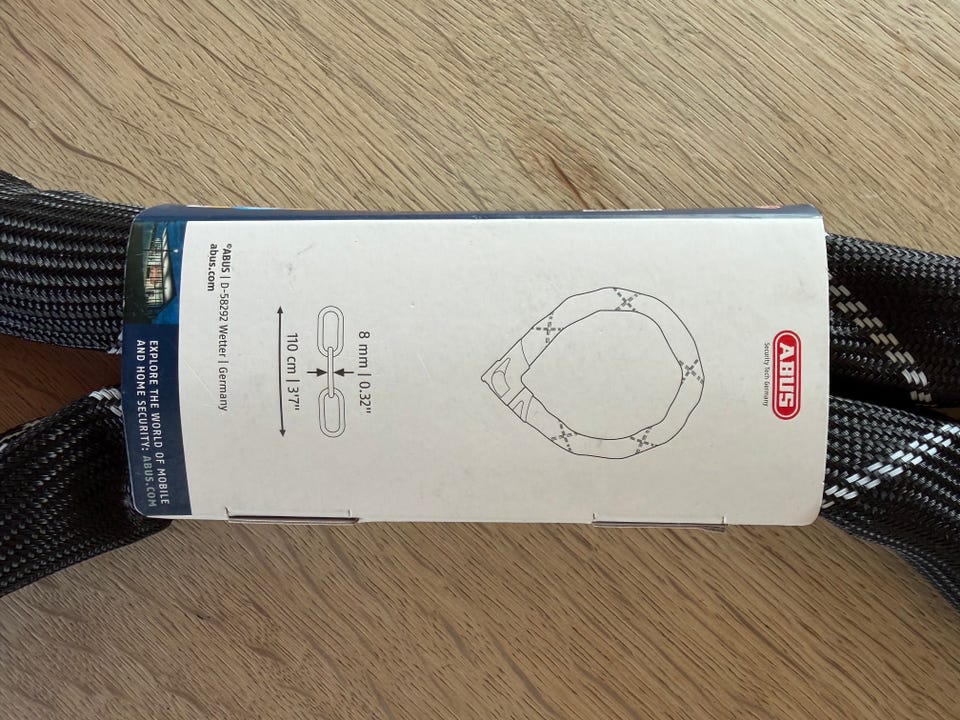 ABUS
Security Tech Germany
8 mm | 0.32"
110 cm | 3'7"
©ABUS | D-58292 Wetter | Germany
abus.com
EXPLORE THE WORLD OF MOBILE
AND HOME SECURITY: ABUS.COM